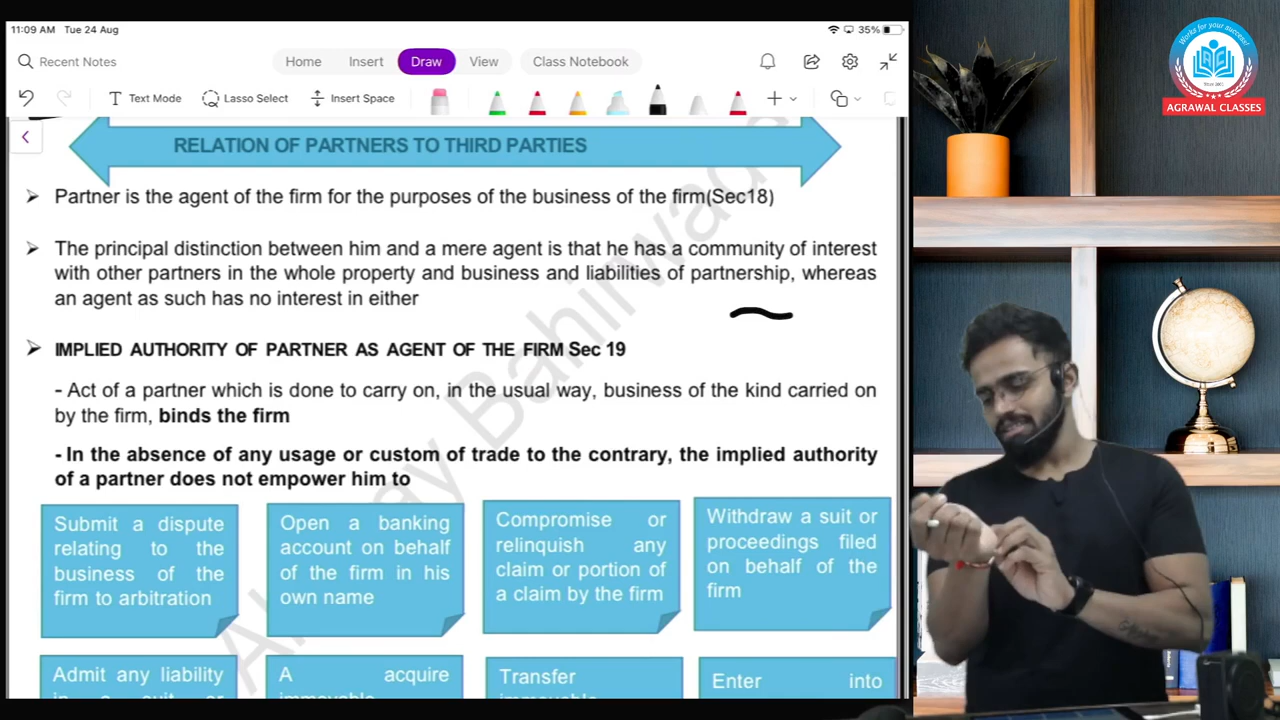 11:09 AM Tue 24 Aug
35%
Works for your success!
AGRAWAL CLASSES
Recent Notes
Home Insert Draw View Class Notebook
Text Mode Lasso Select Insert Space
RELATION OF PARTNERS TO THIRD PARTIES
Partner is the agent of the firm for the purposes of the business of the firm(Sec18)
The principal distinction between him and a mere agent is that he has a community of interest
with other partners in the whole property and business and liabilities of partnership, whereas
an agent as such has no interest in either
IMPLIED AUTHORITY OF PARTNER AS AGENT OF THE FIRM Sec 19
- Act of a partner which is done to carry on, in the usual way, business of the kind carried on
by the firm, binds the firm
- In the absence of any usage or custom of trade to the contrary, the implied authority
of a partner does not empower him to
Submit a dispute
relating to the
business of the
firm to arbitration
Open a banking
account on behalf
of the firm in his
own name
Compromise or
relinquish any
claim or portion of
a claim by the firm
Withdraw a suit or
proceedings filed
on behalf of the
firm
Admit any liability
A acquire
Transfer
Enter into